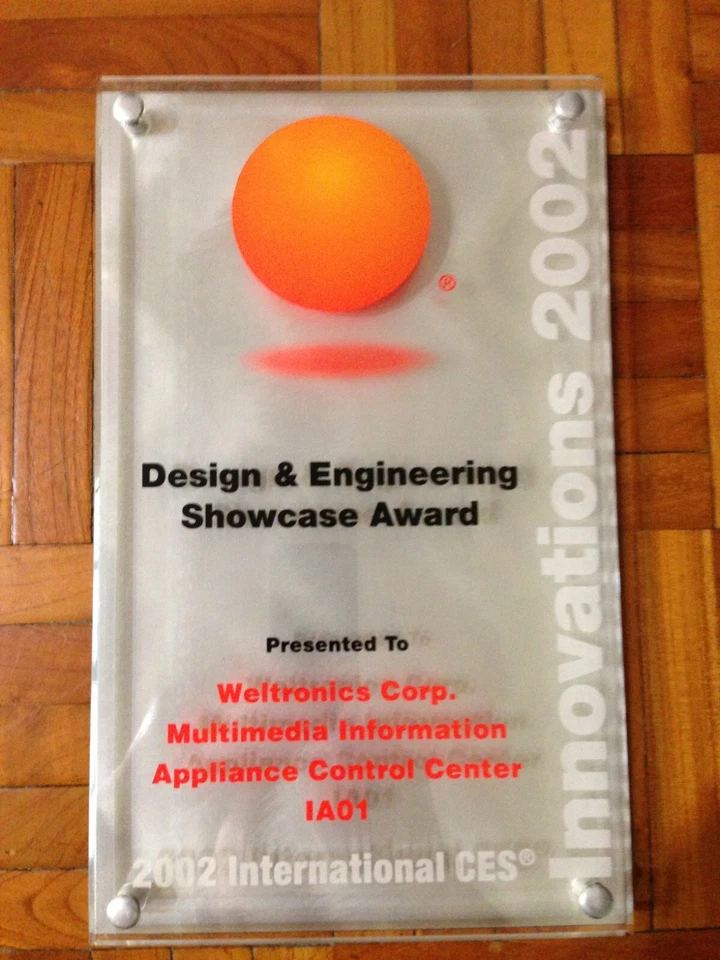 ®
Design & Engineering
Showcase Award
Presented To
Weltronics Corp.
Multimedia Information
Appliance Control Center
IA01
2002 International CES®
Innovations 2002